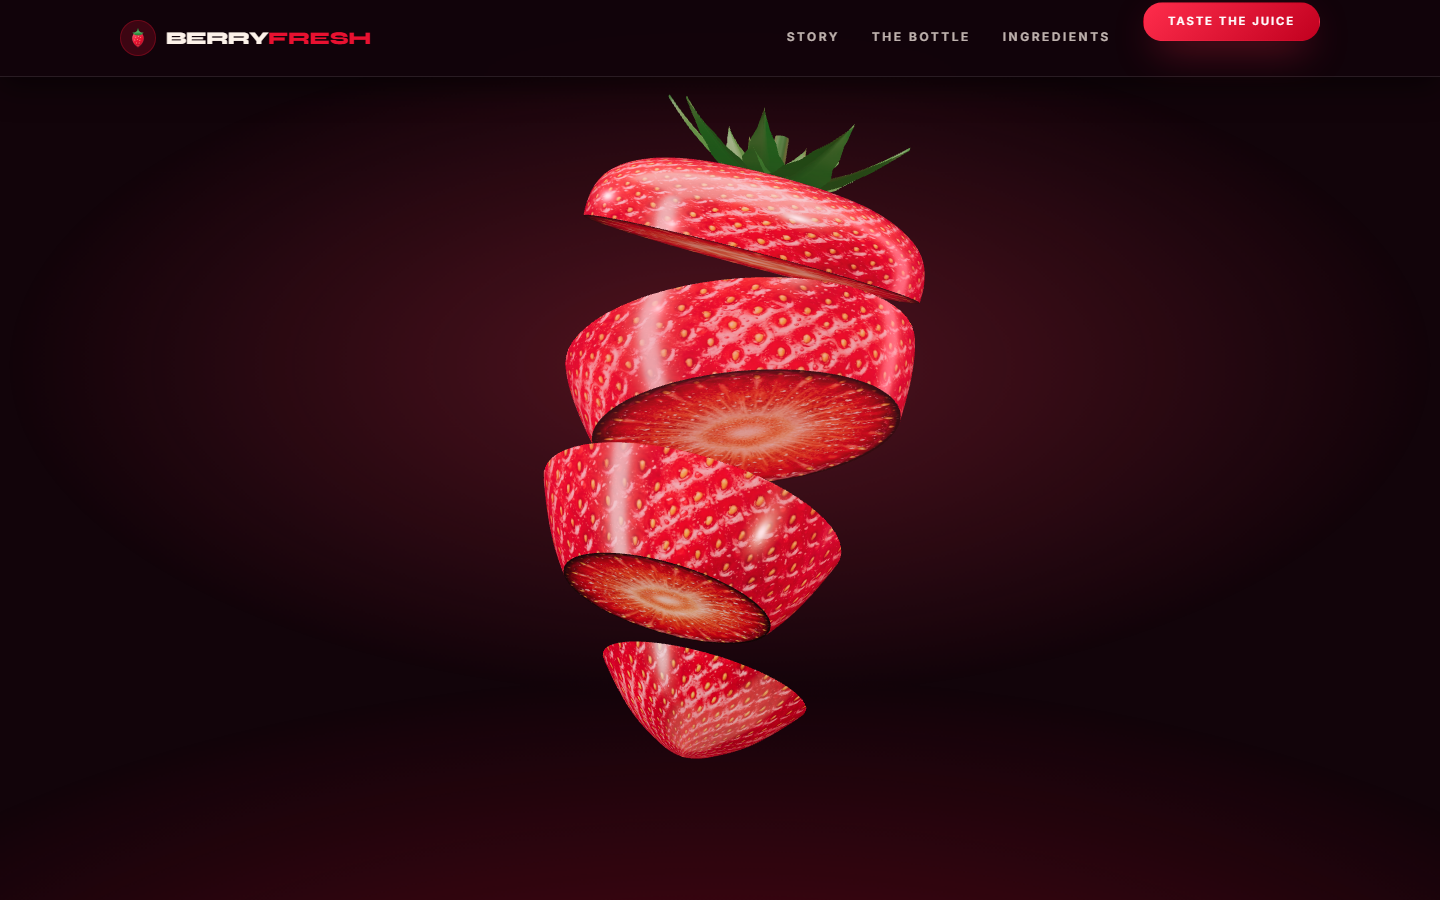 BERRYFRESH
STORY
THE BOTTLE
INGREDIENTS
TASTE THE JUICE